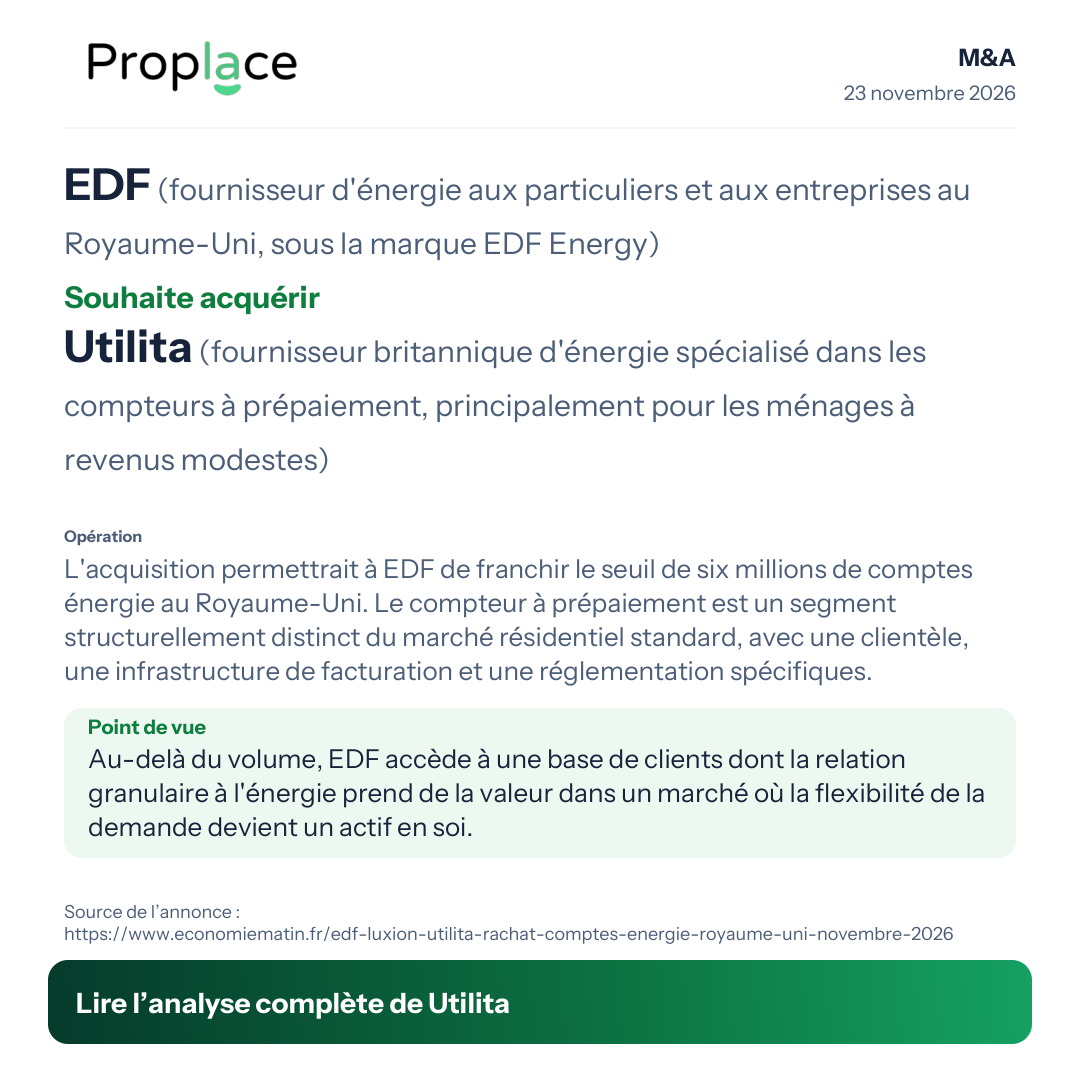 Proplace
M&A
23 novembre 2026
EDF (fournisseur d'énergie aux particuliers et aux entreprises au
Royaume-Uni, sous la marque EDF Energy)
Souhaite acquérir
Utilita (fournisseur britannique d'énergie spécialisé dans les
compteurs à prépaiement, principalement pour les ménages à
revenus modestes)
Opération
L'acquisition permettrait à EDF de franchir le seuil de six millions de comptes
énergie au Royaume-Uni. Le compteur à prépaiement est un segment
structurellement distinct du marché résidentiel standard, avec une clientèle,
une infrastructure de facturation et une réglementation spécifiques.
Point de vue
Au-delà du volume, EDF accède à une base de clients dont la relation
granulaire à l'énergie prend de la valeur dans un marché où la flexibilité de la
demande devient un actif en soi.
Source de l’annonce :
https://www.economiematin.fr/edf-luxion-utilita-rachat-comptes-energie-royaume-uni-novembre-2026
Lire l’analyse complète de Utilita